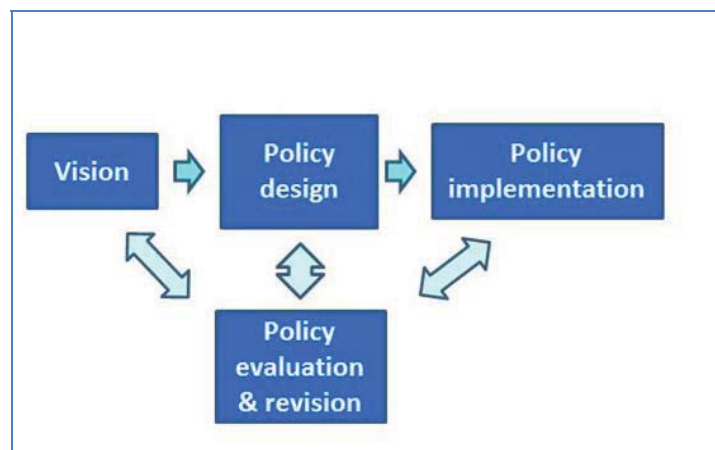 Vision
Policy
design
Policy
implementation
Policy
evaluation
& revision